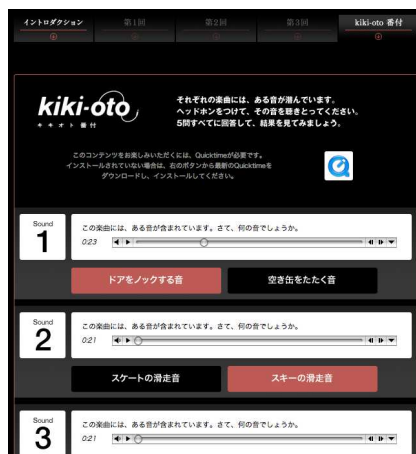 イントロダクション
第1回
第2回
第3回
kiki-oto 番付
kiki-oto
キキオト番付
それぞれの楽曲には、ある音が潜んでいます。
ヘッドホンをつけて、その音を聴きとってください。
5問すべてに回答して、結果を見てみましょう。
このコンテンツをお楽しみいただくには、Quicktimeが必要です。
インストールされていない場合は、右のボタンから最新のQuicktimeを
ダウンロードし、インストールしてください。
Sound
1
この楽曲には、ある音が含まれています。さて、何の音でしょうか。
0:23
ドアをノックする音
空き缶をたたく音
Sound
2
この楽曲には、ある音が含まれています。さて、何の音でしょうか。
0:21
スケートの滑走音
スキーの滑走音
Sound
3
この楽曲には、ある音が含まれています。さて、何の音でしょうか。
0:21